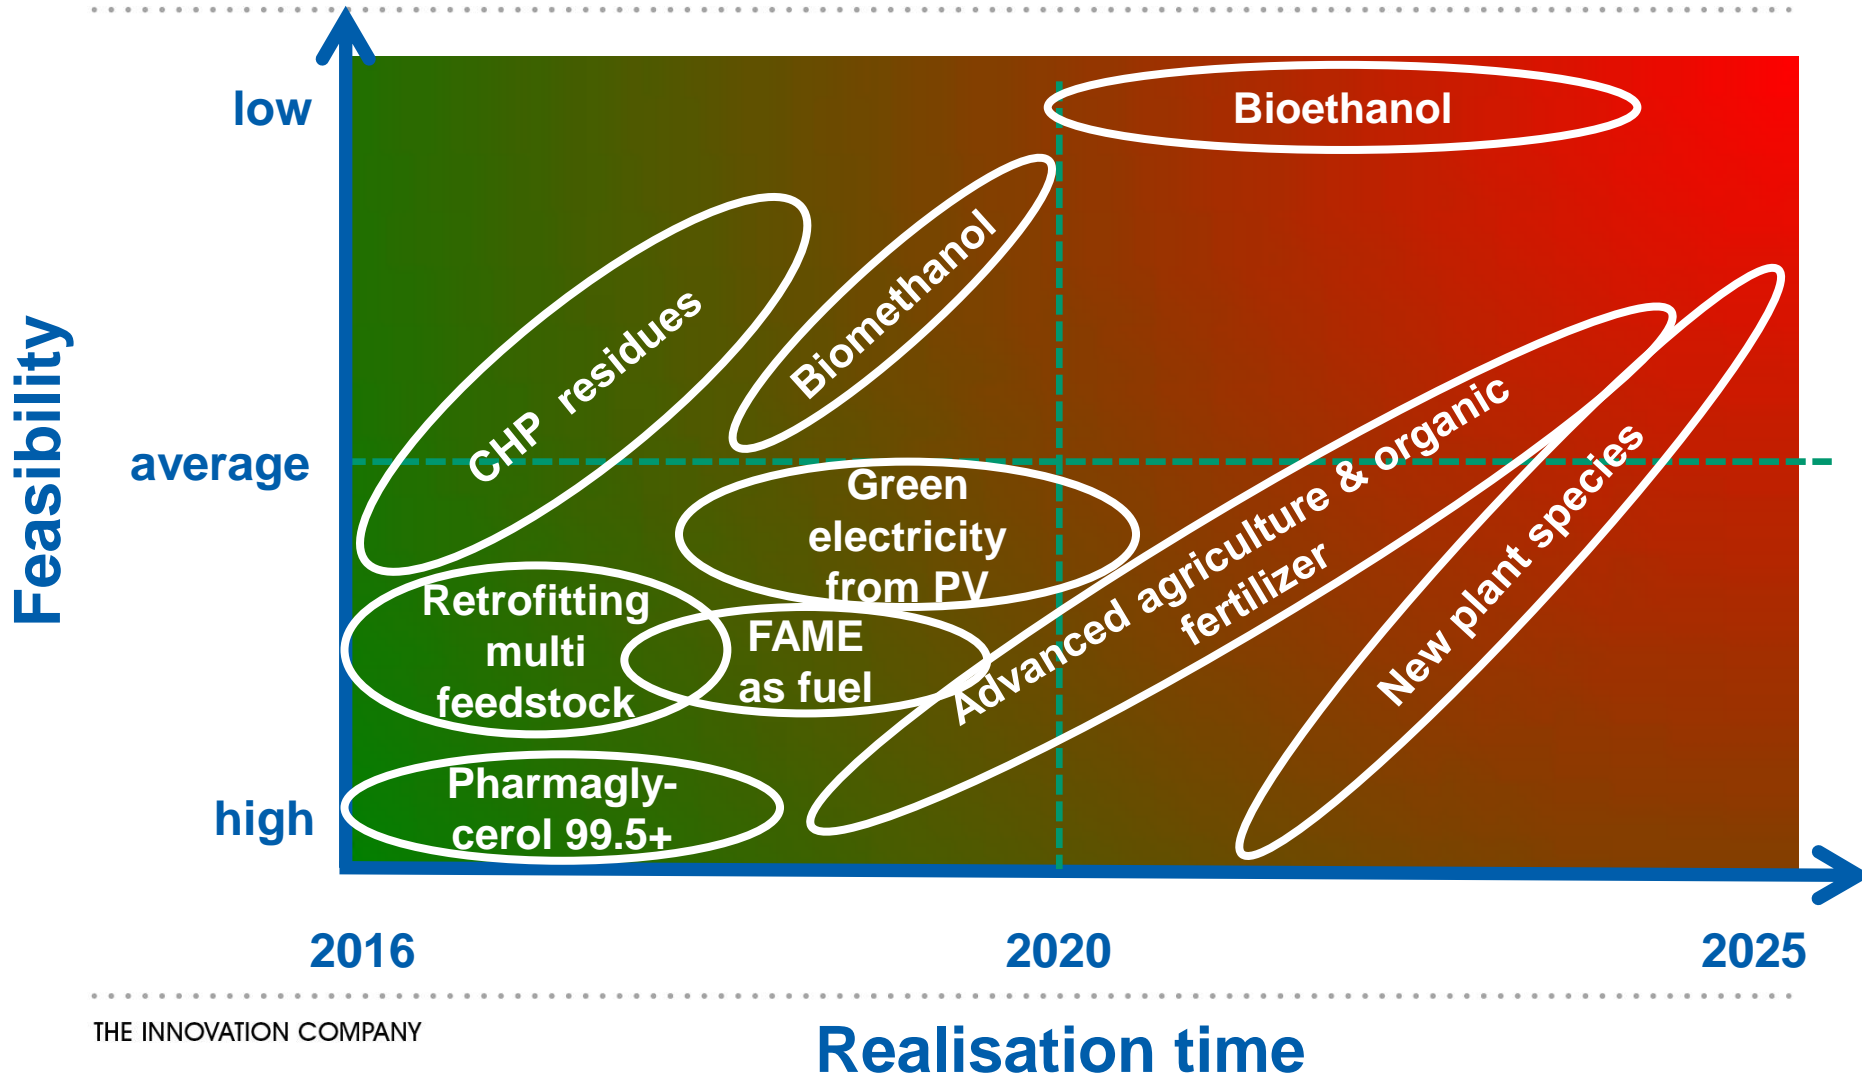 low
Bioethanol
Biomethanol
CHP residues
Feasibility
average
Green
electricity
from PV
Advanced agriculture & organic
fertilizer
New plant species
Retrofitting
multi
feedstock
FAME
as fuel
Pharmagly-
cerol 99.5+
high
2016
2020
2025
THE INNOVATION COMPANY
Realisation time